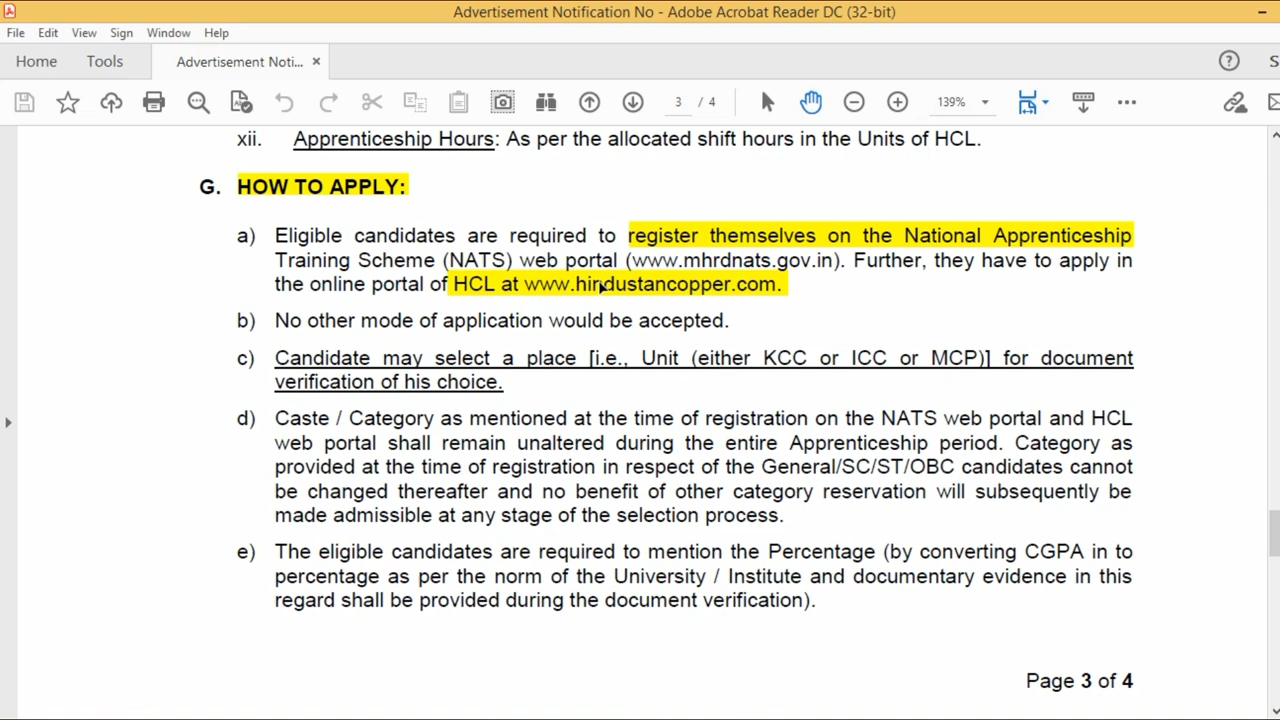 Advertisement Notification No - Adobe Acrobat Reader DC (32-bit)
File Edit View Sign Window Help
Home Tools Advertisement Noti... ×
3 / 4 139%
xii. Apprenticeship Hours: As per the allocated shift hours in the Units of HCL.
G. HOW TO APPLY:
a) Eligible candidates are required to register themselves on the National Apprenticeship
Training Scheme (NATS) web portal (www.mhrdnats.gov.in). Further, they have to apply in
the online portal of HCL at www.hindustancopper.com.
b) No other mode of application would be accepted.
c) Candidate may select a place [i.e., Unit (either KCC or ICC or MCP)] for document
verification of his choice.
d) Caste / Category as mentioned at the time of registration on the NATS web portal and HCL
web portal shall remain unaltered during the entire Apprenticeship period. Category as
provided at the time of registration in respect of the General/SC/ST/OBC candidates cannot
be changed thereafter and no benefit of other category reservation will subsequently be
made admissible at any stage of the selection process.
e) The eligible candidates are required to mention the Percentage (by converting CGPA in to
percentage as per the norm of the University / Institute and documentary evidence in this
regard shall be provided during the document verification).
Page 3 of 4